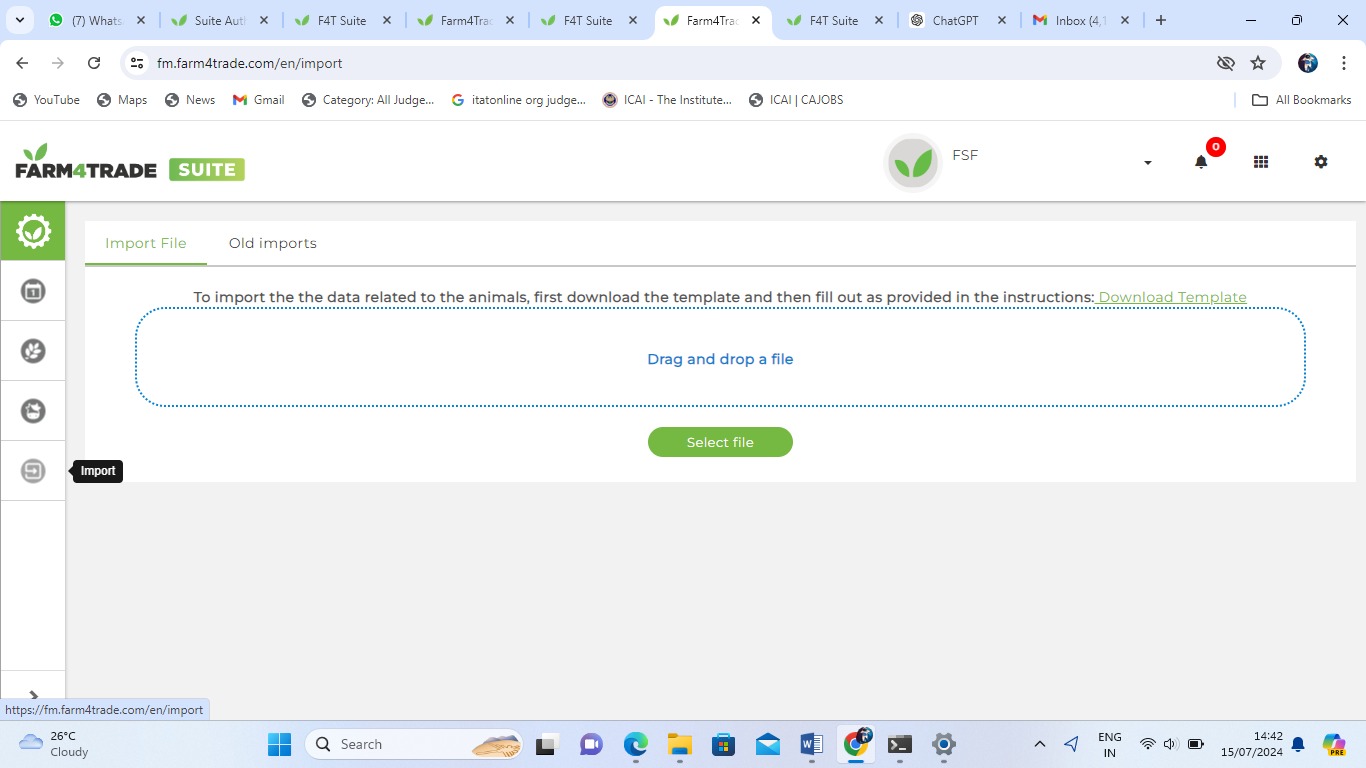 (7) Whats
Suite Aut
F4T Suite
Farm4Trac
F4T Suite
Farm4Trac
F4T Suite
ChatGPT
Inbox (4,1
fm.farm4trade.com/en/import
YouTube
Maps
News
Gmail
Category: All Judge...
itatonline org judge...
ICAI - The Institute...
ICAI | CAJOBS
All Bookmarks
FARM4TRADE SUITE
FSF
0
Import File
Old imports
To import the the data related to the animals, first download the template and then fill out as provided in the instructions: Download Template
Drag and drop a file
Select file
1
Import
https://fm.farm4trade.com/en/import
26°C
Cloudy
Search
ENG
IN
14:42
15/07/2024
PRE